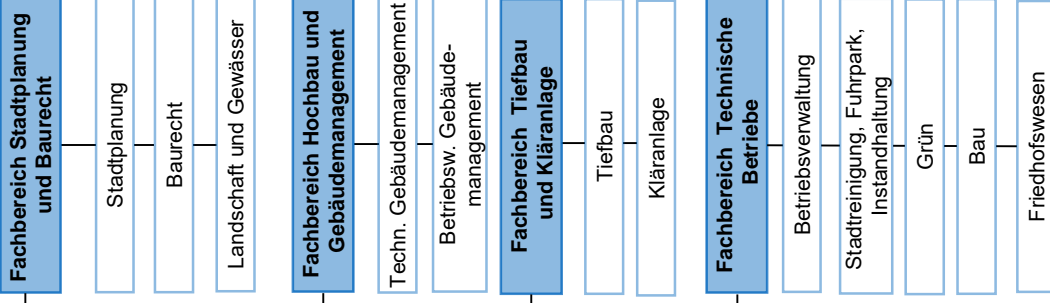 Fachbereich Stadtplanung
und Baurecht
Stadtplanung
Baurecht
Landschaft und Gewässer
Fachbereich Hochbau und
Gebäudemanagement
Techn. Gebäudemanagement
Betriebsw. Gebäude-
management
Fachbereich Tiefbau
und Kläranlage
Tiefbau
Kläranlage
Fachbereich Technische
Betriebe
Betriebsverwaltung
Stadtreinigung, Fuhrpark,
Instandhaltung
Grün
Bau
Friedhofswesen